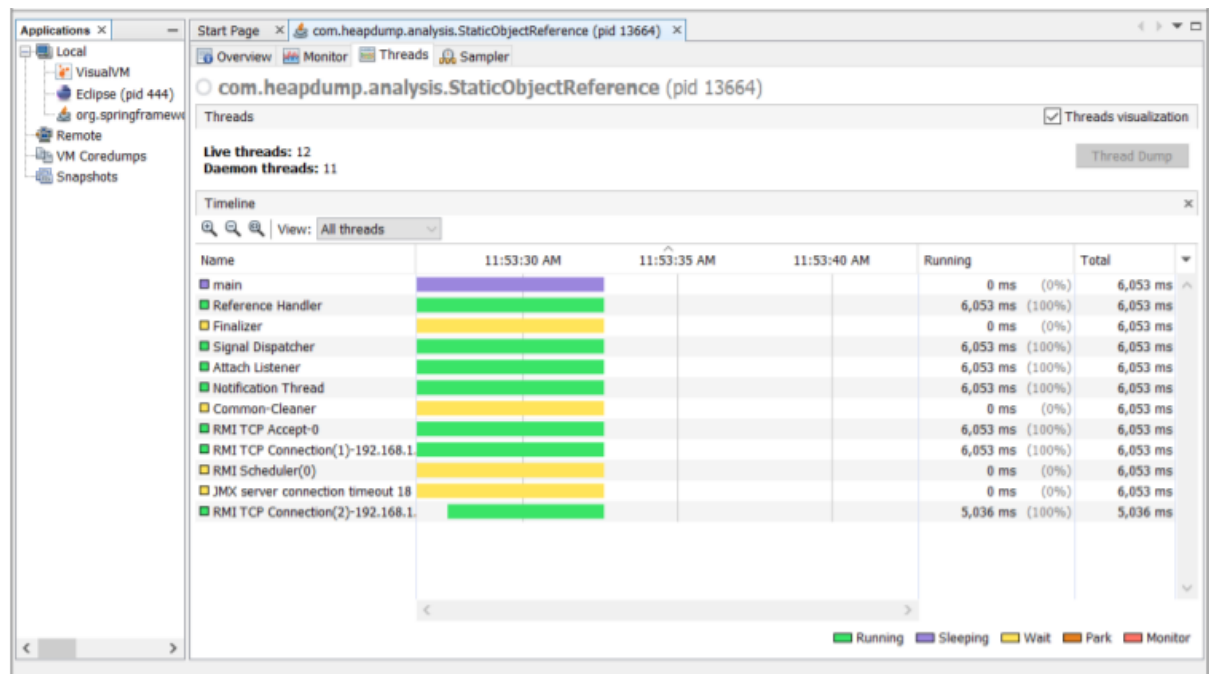 Applications
Start Page
com.heapdump.analysis.StaticObjectReference (pid 13664)
Local
VisualVM
Eclipse (pid 444)
org.springframew
Remote
VM Coredumps
Snapshots
Overview Monitor Threads Sampler
com.heapdump.analysis.StaticObjectReference (pid 13664)
Threads Threads visualization
Live threads: 12
Daemon threads: 11
Thread Dump
Timeline
View: All threads
Name 11:53:30 AM 11:53:35 AM 11:53:40 AM Running Total
main 0 ms (0%) 6,053 ms
Reference Handler 6,053 ms (100%) 6,053 ms
Finalizer 0 ms (0%) 6,053 ms
Signal Dispatcher 6,053 ms (100%) 6,053 ms
Attach Listener 6,053 ms (100%) 6,053 ms
Notification Thread 6,053 ms (100%) 6,053 ms
Common-Cleaner 0 ms (0%) 6,053 ms
RMI TCP Accept-0 6,053 ms (100%) 6,053 ms
RMI TCP Connection(1)-192.168.1. 6,053 ms (100%) 6,053 ms
RMI Scheduler(0) 0 ms (0%) 6,053 ms
JMX server connection timeout 18 0 ms (0%) 6,053 ms
RMI TCP Connection(2)-192.168.1. 5,036 ms (100%) 5,036 ms
Running Sleeping Wait Park Monitor